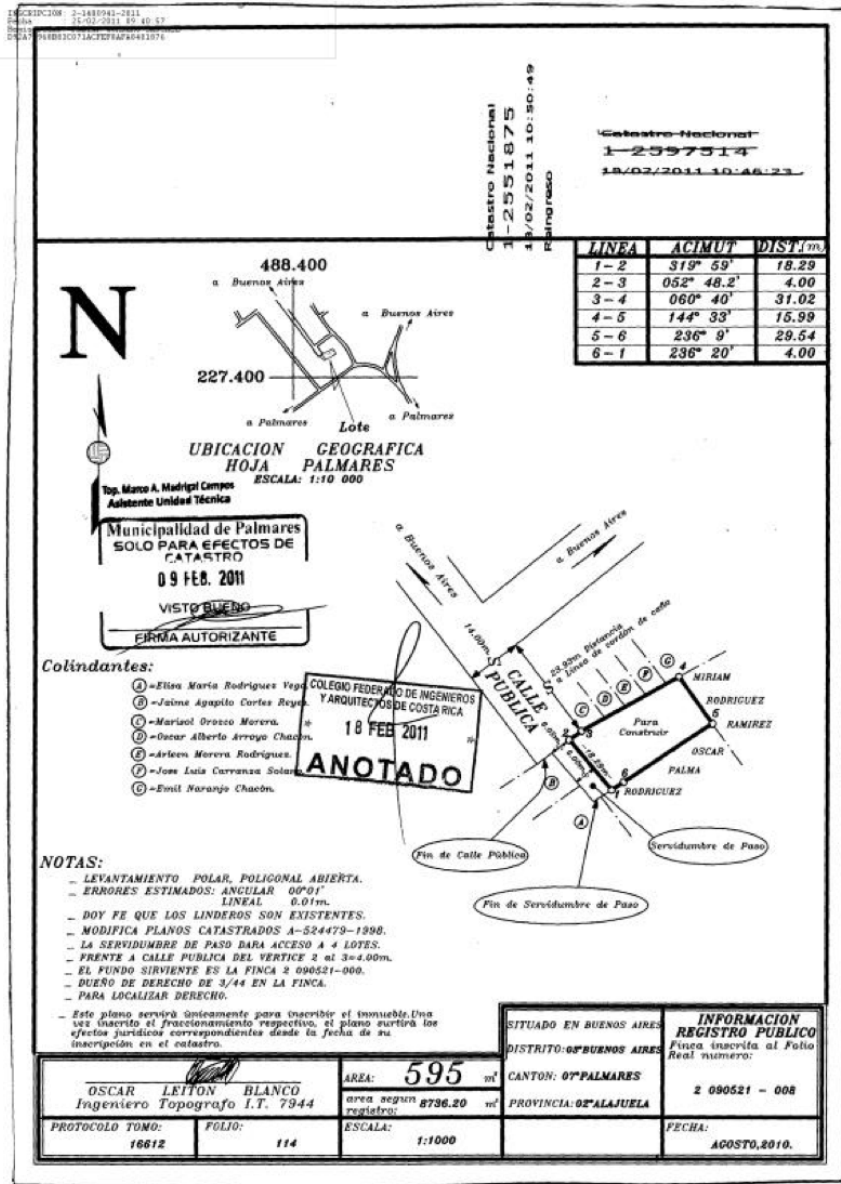 INSCRIPCION: 2-1480941-2011
Fecha : 25/02/2011 09:40:57
Catastro Nacional
1-2551875
18/02/2011 10:50:49
Reingreso
Catastro Nacional
1-2597514
18/02/2011 10:46:23
LINEA ACIMUT DIST.(m)
1-2 319° 59' 18.29
2-3 052° 48.2' 4.00
3-4 060° 40' 31.02
4-5 144° 33' 15.99
5-6 236° 9' 29.54
6-1 236° 20' 4.00
N
488.400
a Buenos Aires
a Buenos Aires
227.400
a Palmares
Lote
a Palmares
UBICACION GEOGRAFICA
HOJA PALMARES
ESCALA: 1:10 000
Top. Marco A. Madrigal Campos
Asistente Unidad Técnica
Municipalidad de Palmares
SOLO PARA EFECTOS DE
CATASTRO
09 FEB. 2011
VISTO BUENO
FIRMA AUTORIZANTE
a Buenos Aires
a Buenos Aires
14.00m.
CALLE
PUBLICA
23.93m Distancia
a Linea de cordón de caño
C
D
E
F
G
4
MIRIAM
RODRIGUEZ
5
RAMIREZ
OSCAR
PALMA
RODRIGUEZ
Para
Construir
2
3
6.00m
6.00m
18.29m
6
1
B
A
Servidumbre de Paso
Fin de Calle Pública
Fin de Servidumbre de Paso
Colindantes:
A =Elisa María Rodriguez Vega
B =Jaime Agapito Cortes Reyes
C =Marisol Orozco Morera.
D =Oscar Alberto Arroyo Chacón.
E =Arleen Morera Rodriguez.
F =Jose Luis Carranza Solano
G =Emil Naranjo Chacón.
COLEGIO FEDERADO DE INGENIEROS
Y ARQUITECTOS DE COSTA RICA
18 FEB 2011
ANOTADO
NOTAS:
_ LEVANTAMIENTO POLAR, POLIGONAL ABIERTA.
_ ERRORES ESTIMADOS: ANGULAR 00°01'
LINEAL 0.01m.
_ DOY FE QUE LOS LINDEROS SON EXISTENTES.
_ MODIFICA PLANOS CATASTRADOS A-524479-1998.
_ LA SERVIDUMBRE DE PASO DARA ACCESO A 4 LOTES.
_ FRENTE A CALLE PUBLICA DEL VERTICE 2 al 3=4.00m.
_ EL FUNDO SIRVIENTE ES LA FINCA 2 090521-000.
_ DUEÑO DE DERECHO DE 3/44 EN LA FINCA.
_ PARA LOCALIZAR DERECHO.
_ Este plano servirá únicamente para inscribir el inmueble.Una
vez inscrito el fraccionamiento respectivo, el plano surtirá los
efectos jurídicos correspondientes desde la fecha de su
inscripción en el catastro.
OSCAR LEITON BLANCO
Ingeniero Topografo I.T. 7944
AREA: 595 m²
area segun registro: 8736.20 m²
SITUADO EN BUENOS AIRES
DISTRITO:05°BUENOS AIRES
CANTON: 07°PALMARES
PROVINCIA:02°ALAJUELA
INFORMACION
REGISTRO PUBLICO
Finca inscrita al Folio
Real numero:
2 090521 - 008
PROTOCOLO TOMO:
16612
FOLIO:
114
ESCALA:
1:1000
FECHA:
AGOSTO,2010.